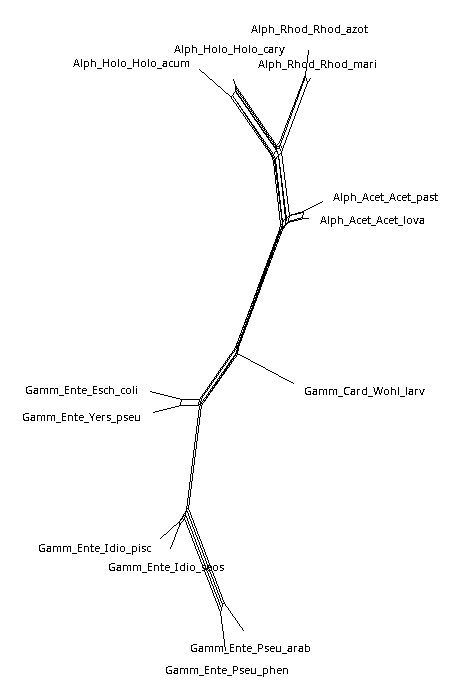 Alph_Rhod_Rhod_azot
Alph_Holo_Holo_cary
Alph_Holo_Holo_acum
Alph_Rhod_Rhod_mari
Alph_Acet_Acet_past
Alph_Acet_Acet_lova
Gamm_Ente_Esch_coli
Gamm_Card_Wohl_larv
Gamm_Ente_Yers_pseu
Gamm_Ente_Idio_pisc
Gamm_Ente_Idio_seos
Gamm_Ente_Pseu_arab
Gamm_Ente_Pseu_phen